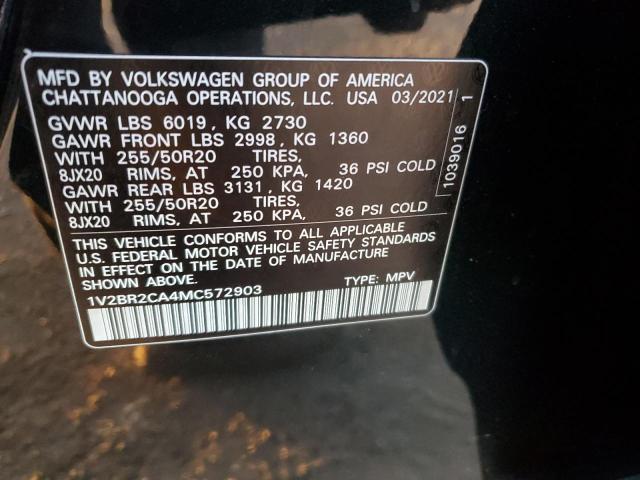 MFD BY VOLKSWAGEN GROUP OF AMERICA
CHATTANOOGA OPERATIONS, LLC. USA 03/2021
GVWR LBS 6019, KG 2730
GAWR FRONT LBS 2998, KG 1360
WITH 255/50R20 TIRES,
8JX20 RIMS, AT 250 KPA, 36 PSI COLD
GAWR REAR LBS 3131, KG 1420
WITH 255/50R20 TIRES,
8JX20 RIMS, AT 250 KPA, 36 PSI COLD
THIS VEHICLE CONFORMS TO ALL APPLICABLE
U.S. FEDERAL MOTOR VEHICLE SAFETY STANDARDS
IN EFFECT ON THE DATE OF MANUFACTURE
SHOWN ABOVE.
1V2BR2CA4MC572903 TYPE: MPV
1039016 1